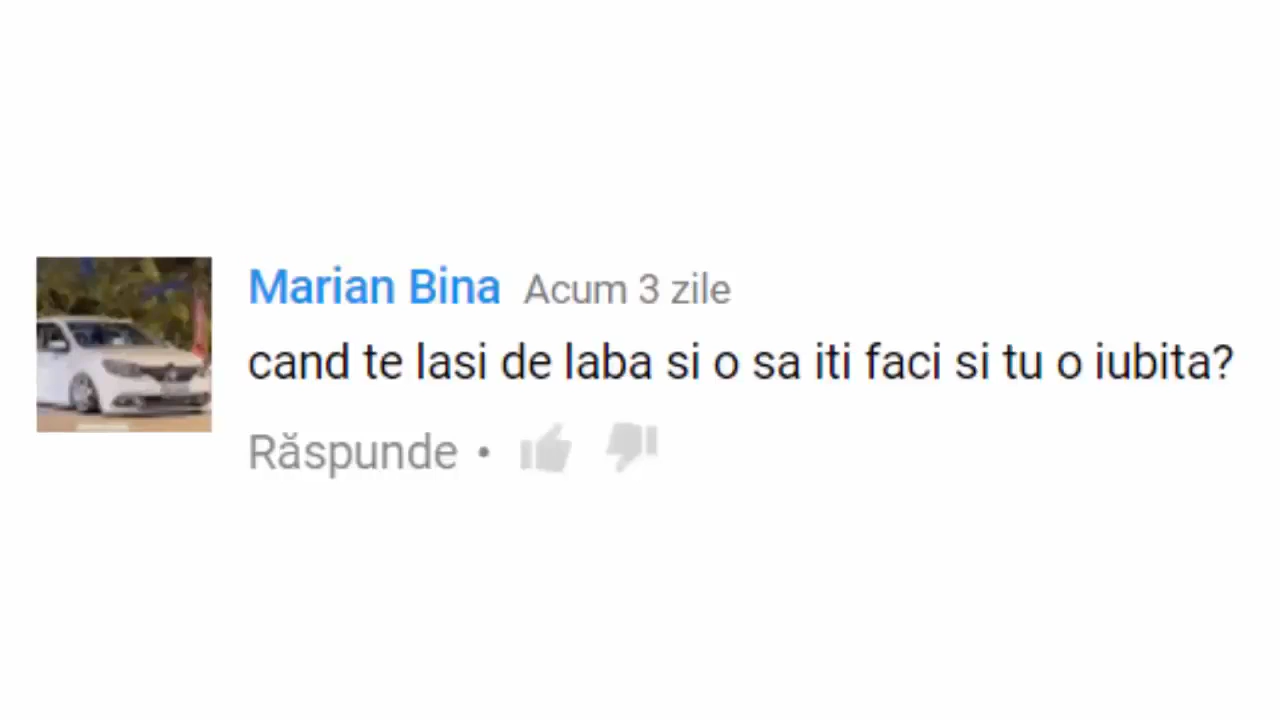 Marian Bina Acum 3 zile
cand te lasi de laba si o sa iti faci si tu o iubita?
Răspunde •